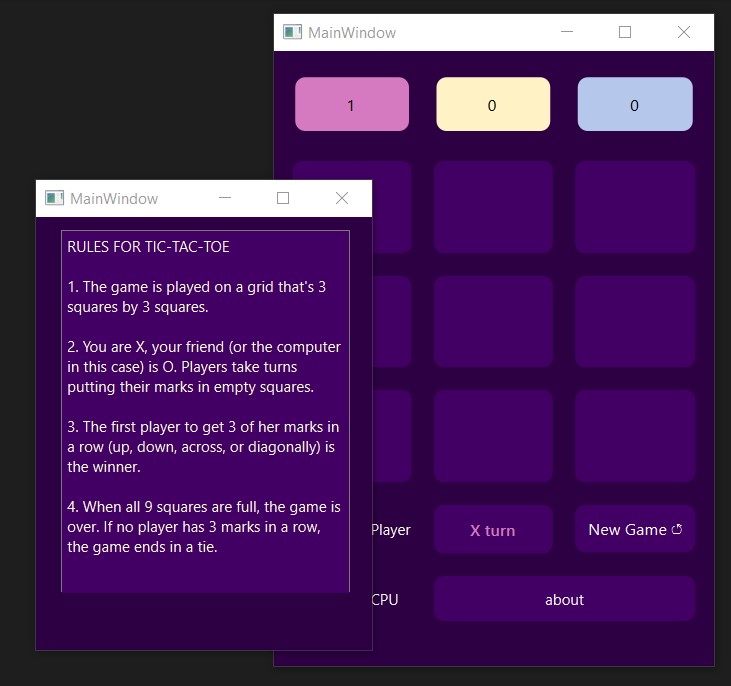 MainWindow
1
0
0
MainWindow
RULES FOR TIC-TAC-TOE
1. The game is played on a grid that's 3
squares by 3 squares.
2. You are X, your friend (or the computer
in this case) is O. Players take turns
putting their marks in empty squares.
3. The first player to get 3 of her marks in
a row (up, down, across, or diagonally) is
the winner.
4. When all 9 squares are full, the game is
over. If no player has 3 marks in a row,
the game ends in a tie.
Player
X turn
New Game
CPU
about